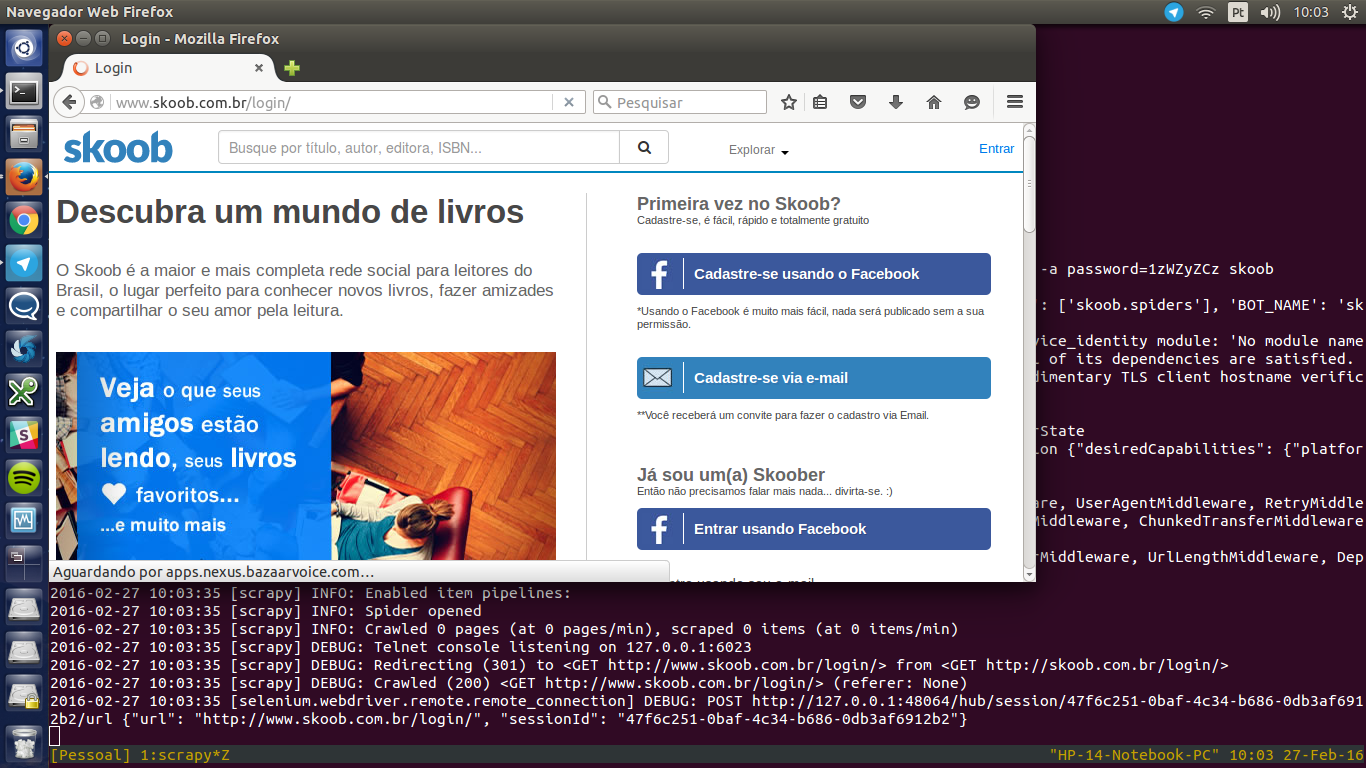 Navegador Web Firefox
Pt
10:03
Login - Mozilla Firefox
Login
www.skoob.com.br/login/
Pesquisar
skoob
Busque por título, autor, editora, ISBN...
Explorar
Entrar
Descubra um mundo de livros
O Skoob é a maior e mais completa rede social para leitores do
Brasil, o lugar perfeito para conhecer novos livros, fazer amizades
e compartilhar o seu amor pela leitura.
Veja o que seus
amigos estão
lendo, seus livros
favoritos...
...e muito mais
Primeira vez no Skoob?
Cadastre-se, é fácil, rápido e totalmente gratuito
Cadastre-se usando o Facebook
*Usando o Facebook é muito mais fácil, nada será publicado sem a sua
permissão.
Cadastre-se via e-mail
**Você receberá um convite para fazer o cadastro via Email.
Já sou um(a) Skoober
Então não precisamos falar mais nada... divirta-se. :)
Entrar usando Facebook
Aguardando por apps.nexus.bazaarvoice.com…
-a password=1zWZyZCz skoob
': ['skoob.spiders'], 'BOT_NAME': 'sk
vice_identity module: 'No module name
l of its dependencies are satisfied.
dimentary TLS client hostname verific
rState
ion {"desiredCapabilities": {"platfor
are, UserAgentMiddleware, RetryMiddle
Middleware, ChunkedTransferMiddleware
rMiddleware, UrlLengthMiddleware, Dep
2016-02-27 10:03:35 [scrapy] INFO: Enabled item pipelines:
2016-02-27 10:03:35 [scrapy] INFO: Spider opened
2016-02-27 10:03:35 [scrapy] INFO: Crawled 0 pages (at 0 pages/min), scraped 0 items (at 0 items/min)
2016-02-27 10:03:35 [scrapy] DEBUG: Telnet console listening on 127.0.0.1:6023
2016-02-27 10:03:35 [scrapy] DEBUG: Redirecting (301) to <GET http://www.skoob.com.br/login/> from <GET http://skoob.com.br/login/>
2016-02-27 10:03:35 [scrapy] DEBUG: Crawled (200) <GET http://www.skoob.com.br/login/> (referer: None)
2016-02-27 10:03:35 [selenium.webdriver.remote.remote_connection] DEBUG: POST http://127.0.0.1:48064/hub/session/47f6c251-0baf-4c34-b686-0db3af691
2b2/url {"url": "http://www.skoob.com.br/login/", "sessionId": "47f6c251-0baf-4c34-b686-0db3af6912b2"}
[Pessoal] 1:scrapy*Z
"HP-14-Notebook-PC" 10:03 27-Feb-16